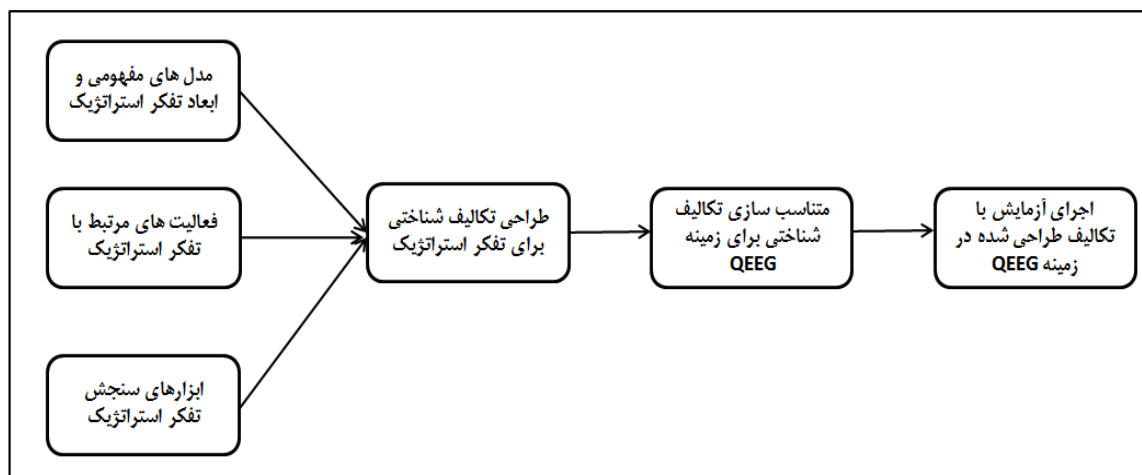 مدل های مفهومی و
ابعاد تفکر استراتژیک
فعالیت های مرتبط با
تفکر استراتژیک
ابزارهای سنجش
تفکر استراتژیک
طراحی تکالیف شناختی
برای تفکر استراتژیک
متناسب سازی تکالیف
شناختی برای زمینه
QEEG
اجرای آزمایش با
تکالیف طراحی شده در
زمینه QEEG